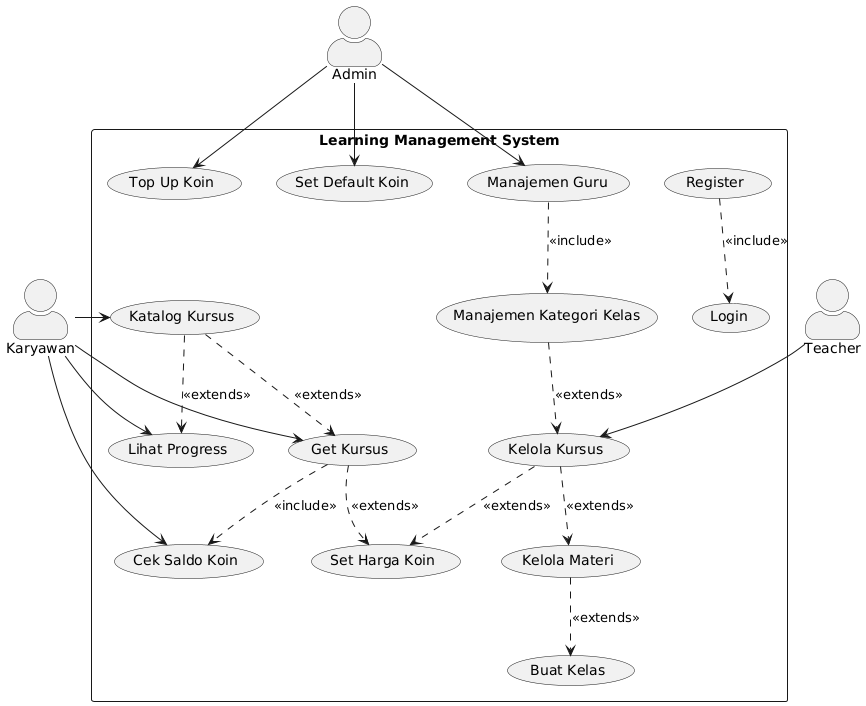 Admin
Learning Management System
Top Up Koin
Set Default Koin
Manajemen Guru
Register
«include»
«include»
Karyawan
Katalog Kursus
Manajemen Kategori Kelas
Login
Teacher
«extends»
«extends»
«extends»
Lihat Progress
Get Kursus
Kelola Kursus
«include»
«extends»
«extends»
«extends»
Cek Saldo Koin
Set Harga Koin
Kelola Materi
«extends»
Buat Kelas